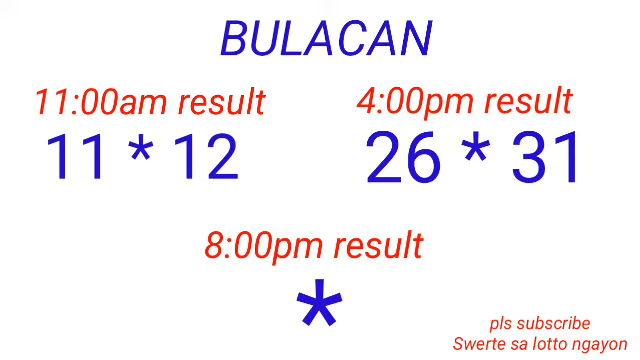 BULACAN
11:00am result
11 * 12
4:00pm result
26 * 31
8:00pm result
*
pls subscribe
Swerte sa lotto ngayon